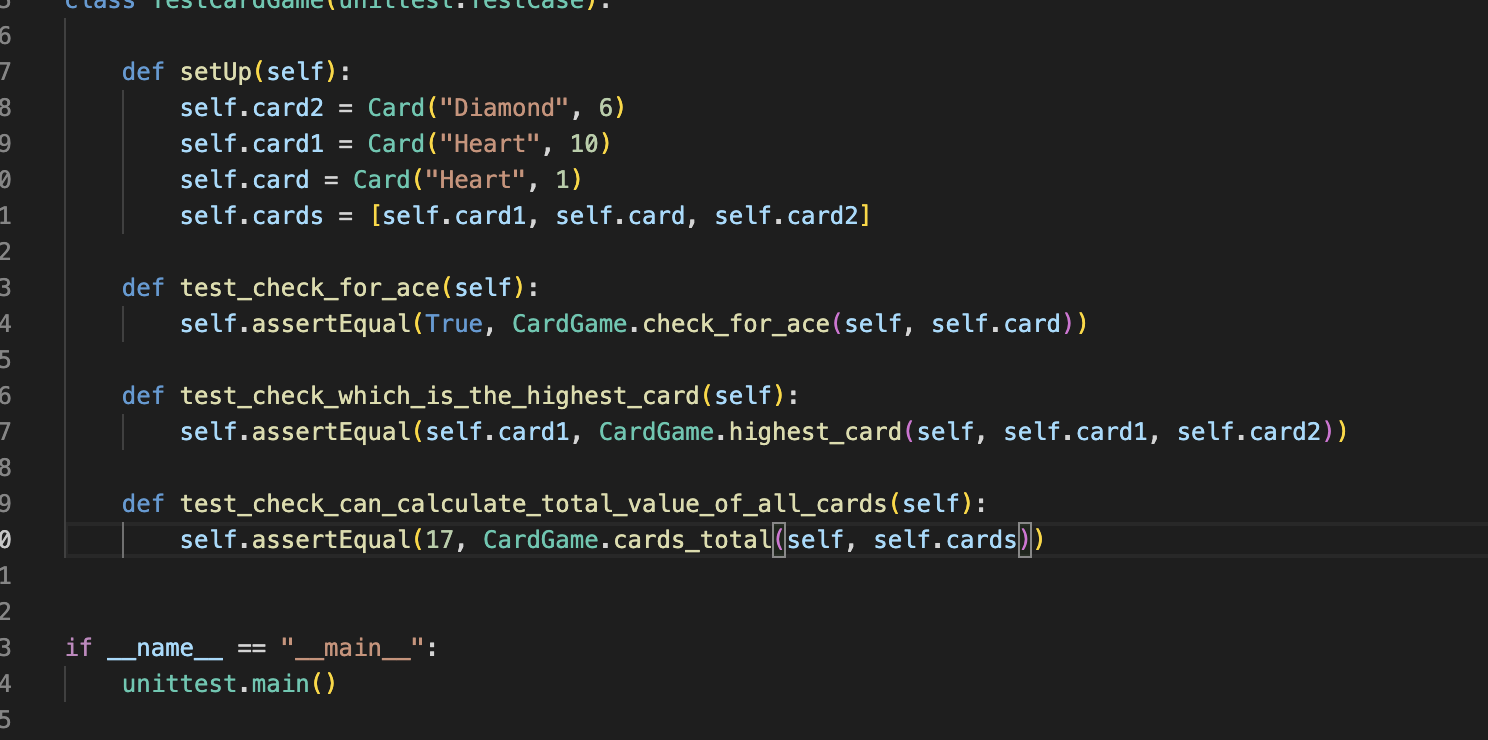 class TestCardGame(unittest.TestCase):
6
7 def setUp(self):
8 self.card2 = Card("Diamond", 6)
9 self.card1 = Card("Heart", 10)
0 self.card = Card("Heart", 1)
1 self.cards = [self.card1, self.card, self.card2]
2
3 def test_check_for_ace(self):
4 self.assertEqual(True, CardGame.check_for_ace(self, self.card))
5
6 def test_check_which_is_the_highest_card(self):
7 self.assertEqual(self.card1, CardGame.highest_card(self, self.card1, self.card2))
8
9 def test_check_can_calculate_total_value_of_all_cards(self):
0 self.assertEqual(17, CardGame.cards_total(self, self.cards))
1
2
3 if __name__ == "__main__":
4 unittest.main()
5